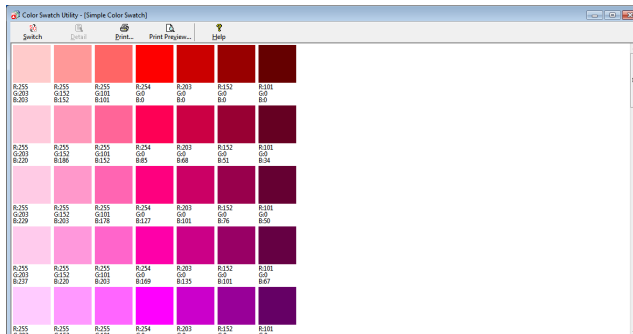 Color Swatch Utility - [Simple Color Swatch]
Switch Detail Print... Print Preview... Help
R:255 R:255 R:255 R:254 R:203 R:152 R:101
G:203 G:152 G:101 G:0 G:0 G:0 G:0
B:203 B:152 B:101 B:0 B:0 B:0 B:0
R:255 R:255 R:255 R:254 R:203 R:152 R:101
G:203 G:152 G:101 G:0 G:0 G:0 G:0
B:220 B:186 B:152 B:85 B:68 B:51 B:34
R:255 R:255 R:255 R:254 R:203 R:152 R:101
G:203 G:152 G:101 G:0 G:0 G:0 G:0
B:229 B:203 B:178 B:127 B:101 B:76 B:50
R:255 R:255 R:255 R:254 R:203 R:152 R:101
G:203 G:152 G:101 G:0 G:0 G:0 G:0
B:237 B:220 B:203 B:169 B:135 B:101 B:67
R:255 R:255 R:255 R:254 R:203 R:152 R:101